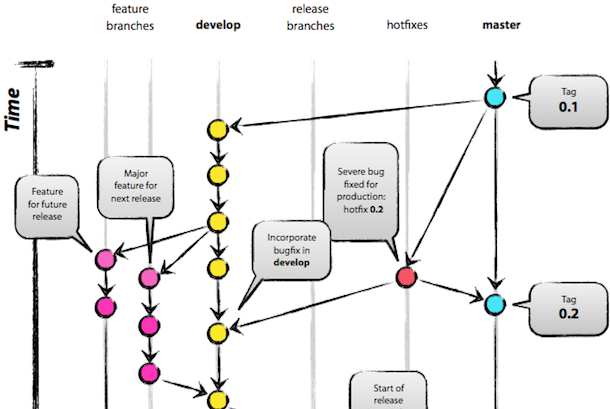 feature
branches
develop
release
branches
hotfixes
master
Time
Tag
0.1
Major
feature for
next release
Severe bug
fixed for
production:
hotfix 0.2
Feature
for future
release
Incorporate
bugfix in
develop
Tag
0.2
Start of
release